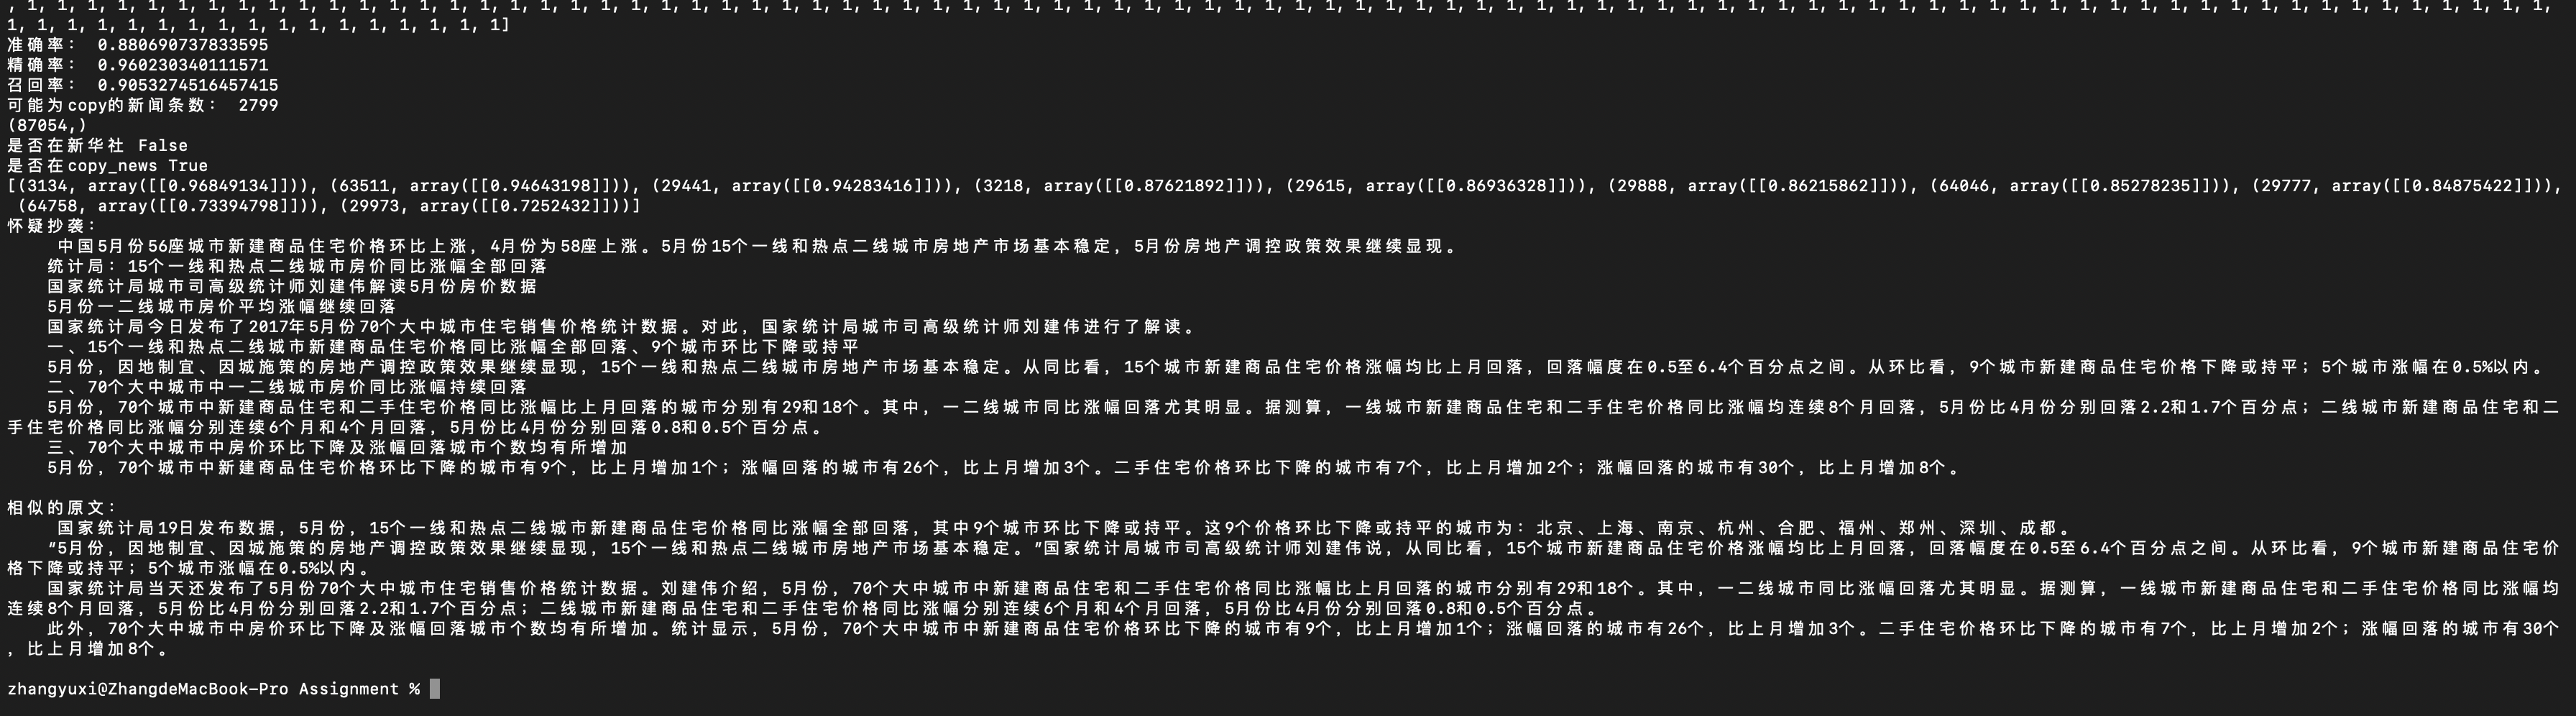 , 1, 1, 1, 1, 1, 1, 1, 1, 1, 1, 1, 1, 1, 1, 1, 1, 1, 1, 1, 1, 1, 1, 1, 1, 1, 1, 1, 1, 1, 1, 1, 1, 1, 1, 1, 1, 1, 1, 1, 1, 1, 1, 1, 1, 1, 1, 1, 1, 1, 1, 1, 1, 1, 1, 1, 1, 1, 1, 1, 1, 1, 1, 1, 1, 1, 1, 1, 1, 1, 1, 1, 1, 1, 1, 1, 1, 1, 1, 1, 1, 1, 1, 1, 1,
1, 1, 1, 1, 1, 1, 1, 1, 1, 1, 1, 1, 1, 1, 1, 1, 1]
准确率： 0.880690737833595
精确率： 0.960230340111571
召回率： 0.9053274516457415
可能为copy的新闻条数： 2799
(87054,)
是否在新华社 False
是否在copy_news True
[(3134, array([[0.96849134]])), (63511, array([[0.94643198]])), (29441, array([[0.94283416]])), (3218, array([[0.87621892]])), (29615, array([[0.86936328]])), (29888, array([[0.86215862]])), (64046, array([[0.85278235]])), (29777, array([[0.84875422]])),
(64758, array([[0.73394798]])), (29973, array([[0.7252432]]))]
怀疑抄袭：
中国5月份56座城市新建商品住宅价格环比上涨，4月份为58座上涨。5月份15个一线和热点二线城市房地产市场基本稳定，5月份房地产调控政策效果继续显现。
统计局：15个一线和热点二线城市房价同比涨幅全部回落
国家统计局城市司高级统计师刘建伟解读5月份房价数据
5月份一二线城市房价平均涨幅继续回落
国家统计局今日发布了2017年5月份70个大中城市住宅销售价格统计数据。对此，国家统计局城市司高级统计师刘建伟进行了解读。
一、15个一线和热点二线城市新建商品住宅价格同比涨幅全部回落、9个城市环比下降或持平
5月份，因地制宜、因城施策的房地产调控政策效果继续显现，15个一线和热点二线城市房地产市场基本稳定。从同比看，15个城市新建商品住宅价格涨幅均比上月回落，回落幅度在0.5至6.4个百分点之间。从环比看，9个城市新建商品住宅价格下降或持平；5个城市涨幅在0.5%以内。
二、70个大中城市中一二线城市房价同比涨幅持续回落
5月份，70个城市中新建商品住宅和二手住宅价格同比涨幅比上月回落的城市分别有29和18个。其中，一二线城市同比涨幅回落尤其明显。据测算，一线城市新建商品住宅和二手住宅价格同比涨幅均连续8个月回落，5月份比4月份分别回落2.2和1.7个百分点；二线城市新建商品住宅和二
手住宅价格同比涨幅分别连续6个月和4个月回落，5月份比4月份分别回落0.8和0.5个百分点。
三、70个大中城市中房价环比下降及涨幅回落城市个数均有所增加
5月份，70个城市中新建商品住宅价格环比下降的城市有9个，比上月增加1个；涨幅回落的城市有26个，比上月增加3个。二手住宅价格环比下降的城市有7个，比上月增加2个；涨幅回落的城市有30个，比上月增加8个。
相似的原文：
国家统计局19日发布数据，5月份，15个一线和热点二线城市新建商品住宅价格同比涨幅全部回落，其中9个城市环比下降或持平。这9个价格环比下降或持平的城市为：北京、上海、南京、杭州、合肥、福州、郑州、深圳、成都。
“5月份，因地制宜、因城施策的房地产调控政策效果继续显现，15个一线和热点二线城市房地产市场基本稳定。”国家统计局城市司高级统计师刘建伟说，从同比看，15个城市新建商品住宅价格涨幅均比上月回落，回落幅度在0.5至6.4个百分点之间。从环比看，9个城市新建商品住宅价
格下降或持平；5个城市涨幅在0.5%以内。
国家统计局当天还发布了5月份70个大中城市住宅销售价格统计数据。刘建伟介绍，5月份，70个大中城市中新建商品住宅和二手住宅价格同比涨幅比上月回落的城市分别有29和18个。其中，一二线城市同比涨幅回落尤其明显。据测算，一线城市新建商品住宅和二手住宅价格同比涨幅均
连续8个月回落，5月份比4月份分别回落2.2和1.7个百分点；二线城市新建商品住宅和二手住宅价格同比涨幅分别连续6个月和4个月回落，5月份比4月份分别回落0.8和0.5个百分点。
此外，70个大中城市中房价环比下降及涨幅回落城市个数均有所增加。统计显示，5月份，70个大中城市中新建商品住宅价格环比下降的城市有9个，比上月增加1个；涨幅回落的城市有26个，比上月增加3个。二手住宅价格环比下降的城市有7个，比上月增加2个；涨幅回落的城市有30个
，比上月增加8个。
zhangyuxi@ZhangdeMacBook-Pro Assignment %